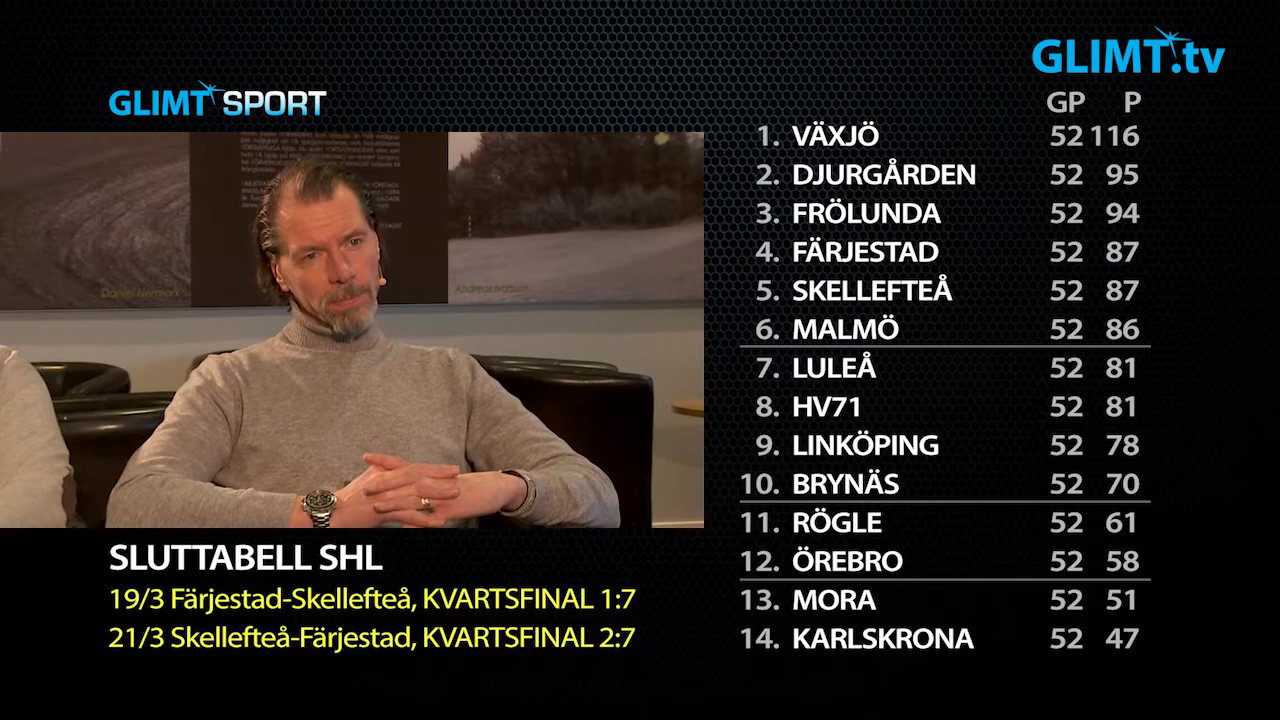 GLIMT.tv
GLIMT SPORT
GP P
1. VÄXJÖ 52 116
2. DJURGÅRDEN 52 95
3. FRÖLUNDA 52 94
4. FÄRJESTAD 52 87
5. SKELLEFTEÅ 52 87
6. MALMÖ 52 86
7. LULEÅ 52 81
8. HV71 52 81
9. LINKÖPING 52 78
10. BRYNÄS 52 70
11. RÖGLE 52 61
12. ÖREBRO 52 58
13. MORA 52 51
14. KARLSKRONA 52 47
SLUTTABELL SHL
19/3 Färjestad-Skellefteå, KVARTSFINAL 1:7
21/3 Skellefteå-Färjestad, KVARTSFINAL 2:7